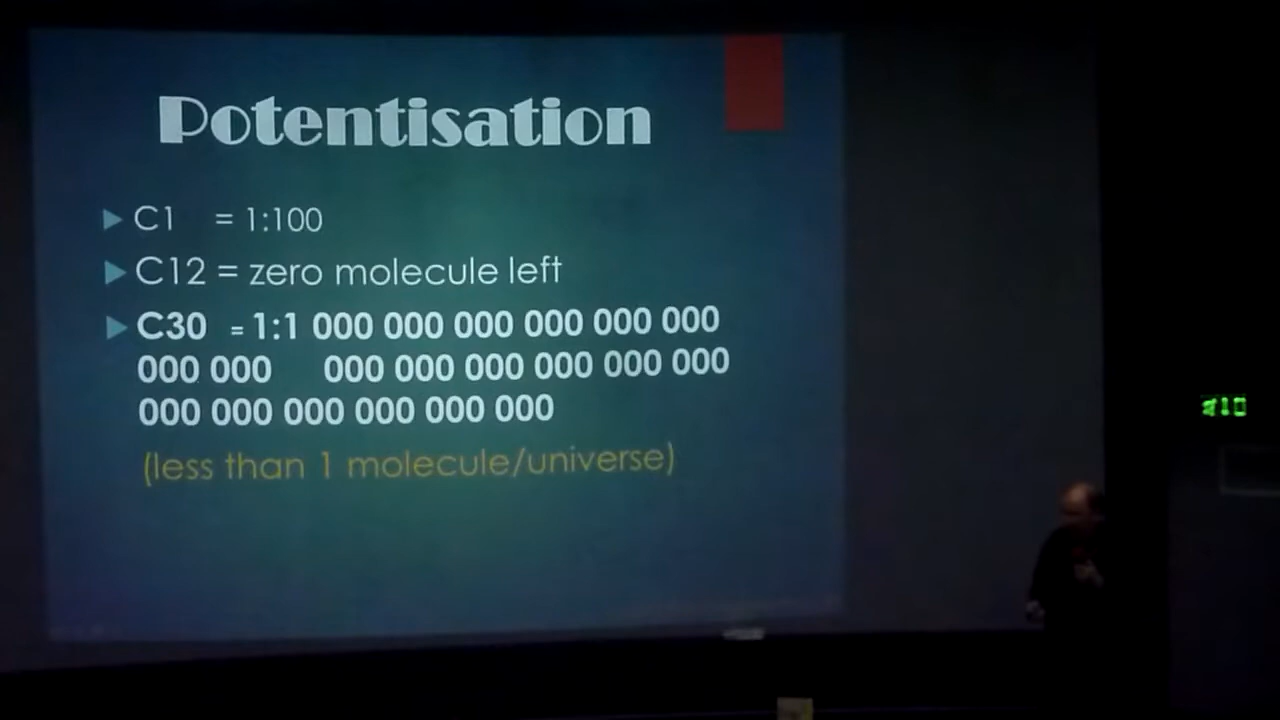 Potentisation
C1 = 1:100
C12 = zero molecule left
C30 = 1:1 000 000 000 000 000 000
000 000 000 000 000 000 000 000
000 000 000 000 000 000
(less than 1 molecule/universe)